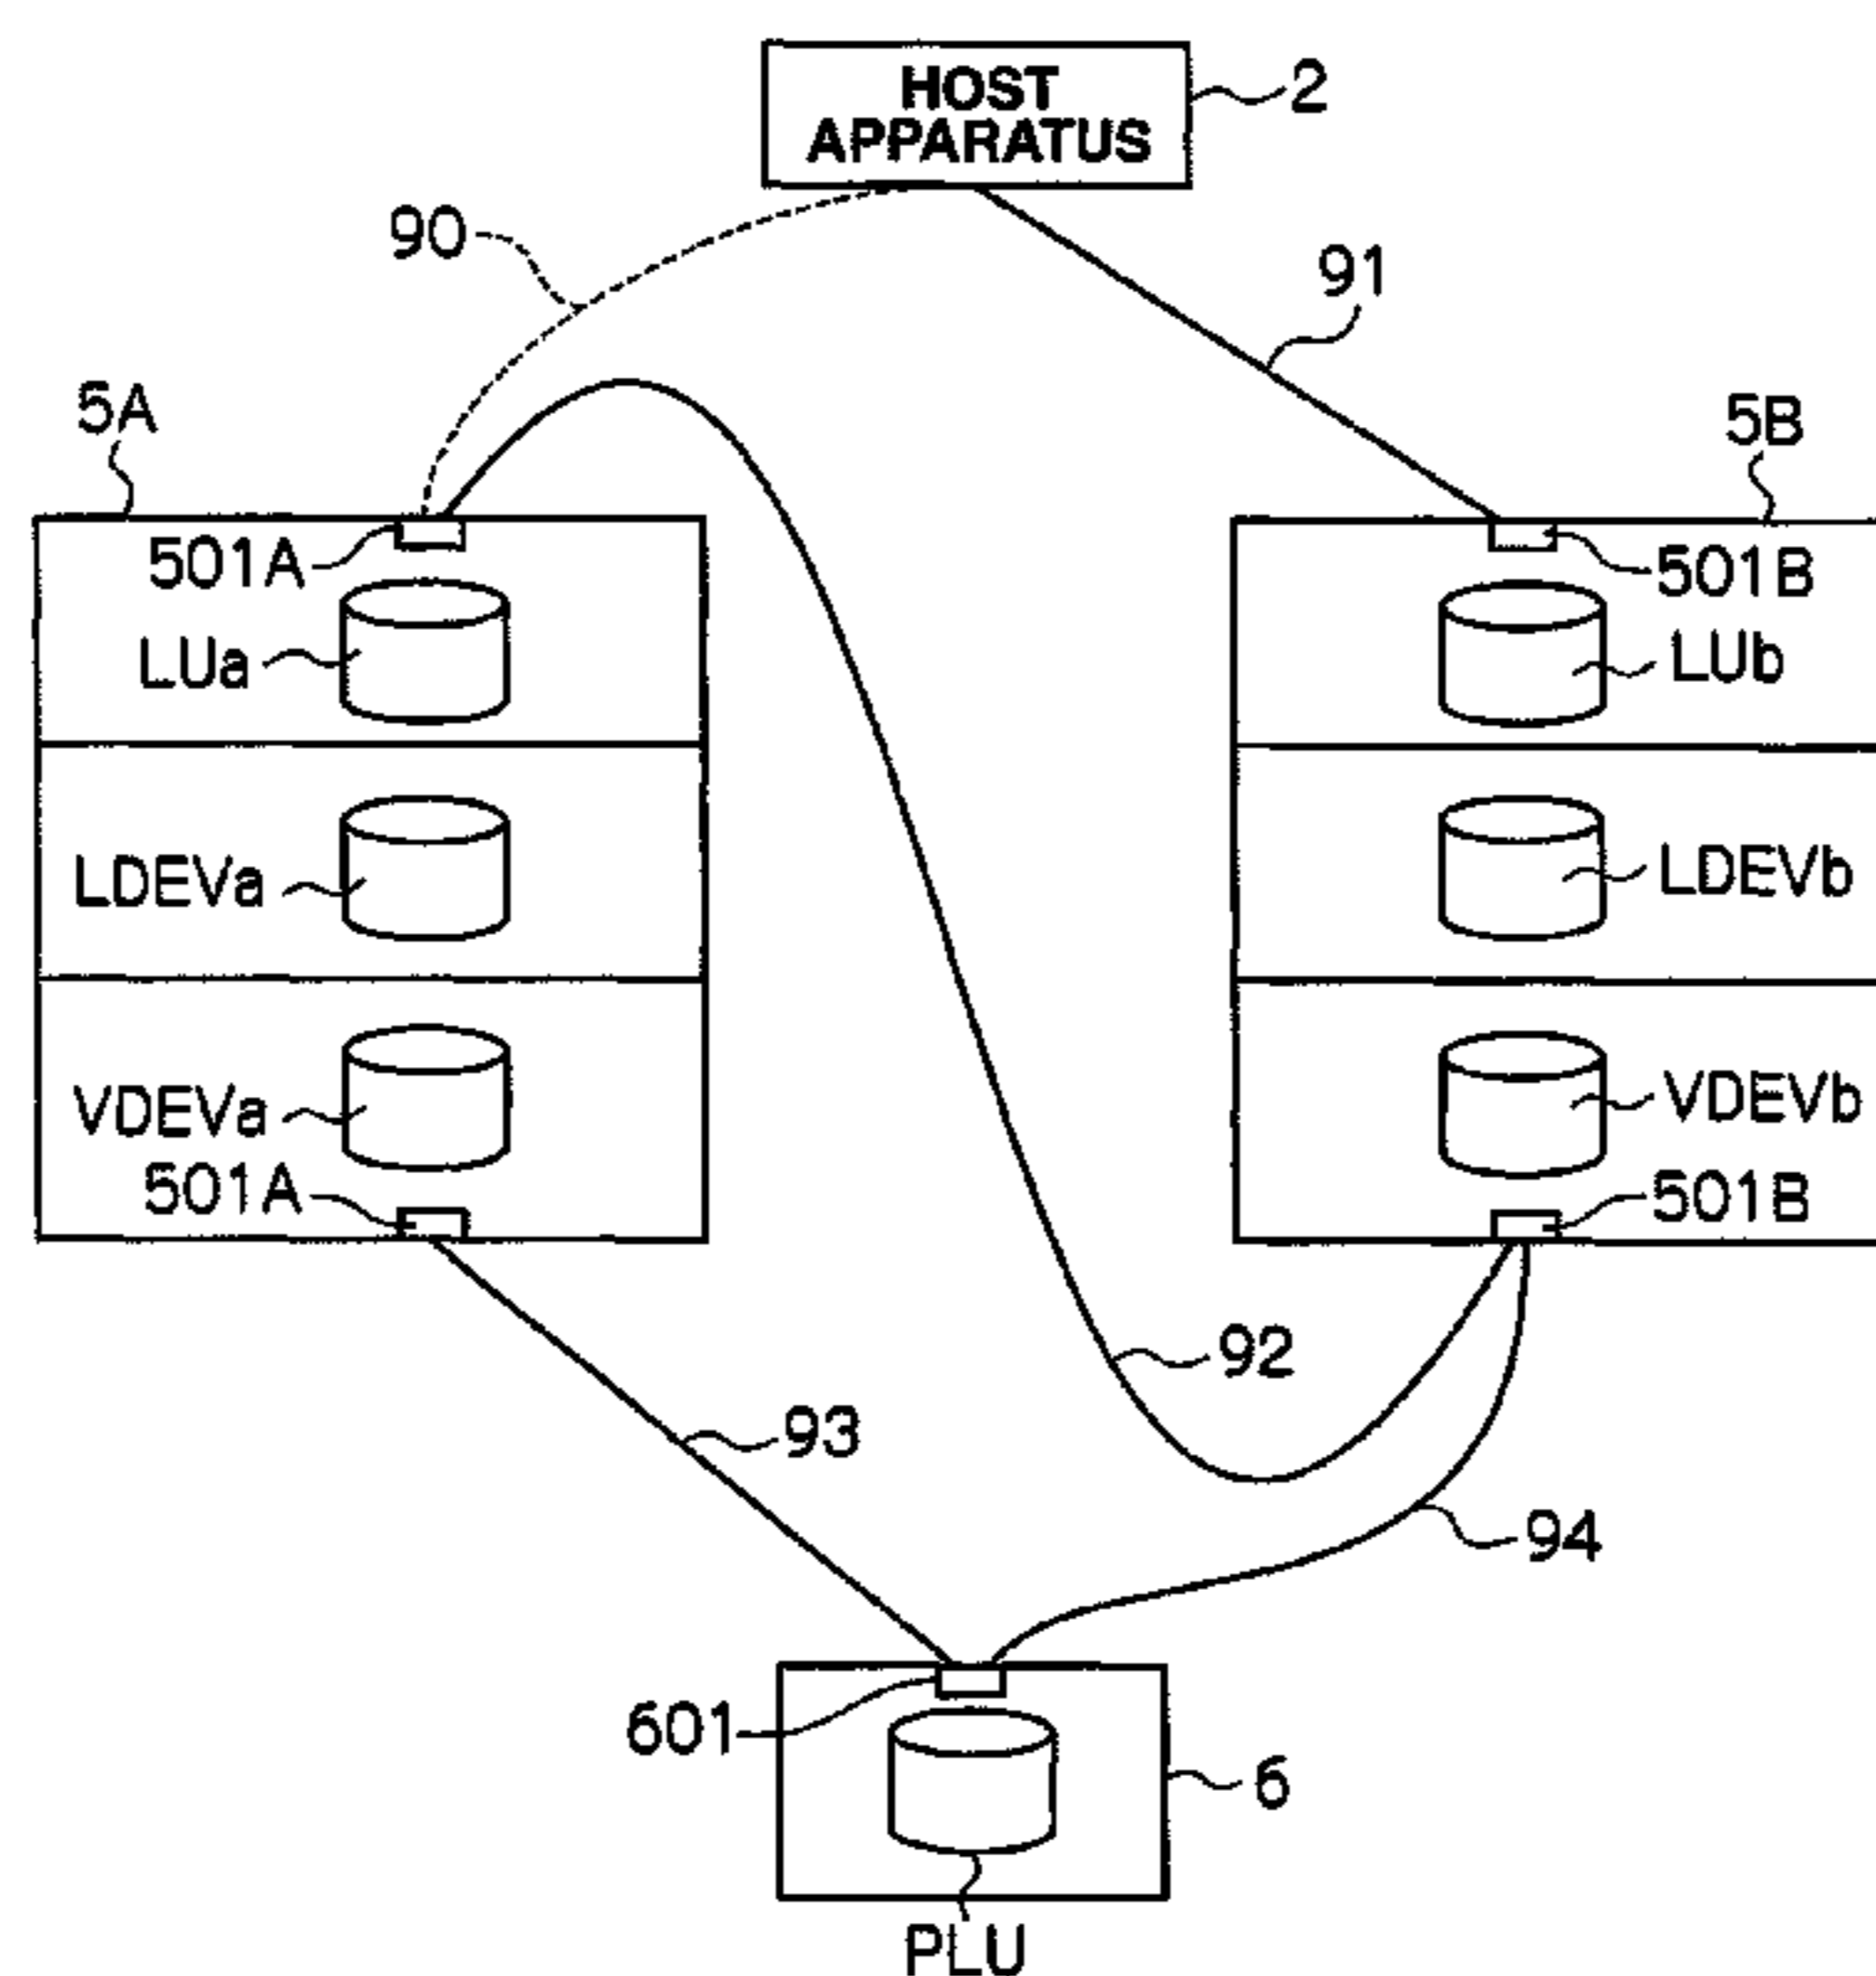 HOST
APPARATUS
2
90
91
5A
5B
501A
501B
LUa
LUb
LDEVa
LDEVb
VDEVa
VDEVb
501A
501B
92
93
94
601
6
PLU